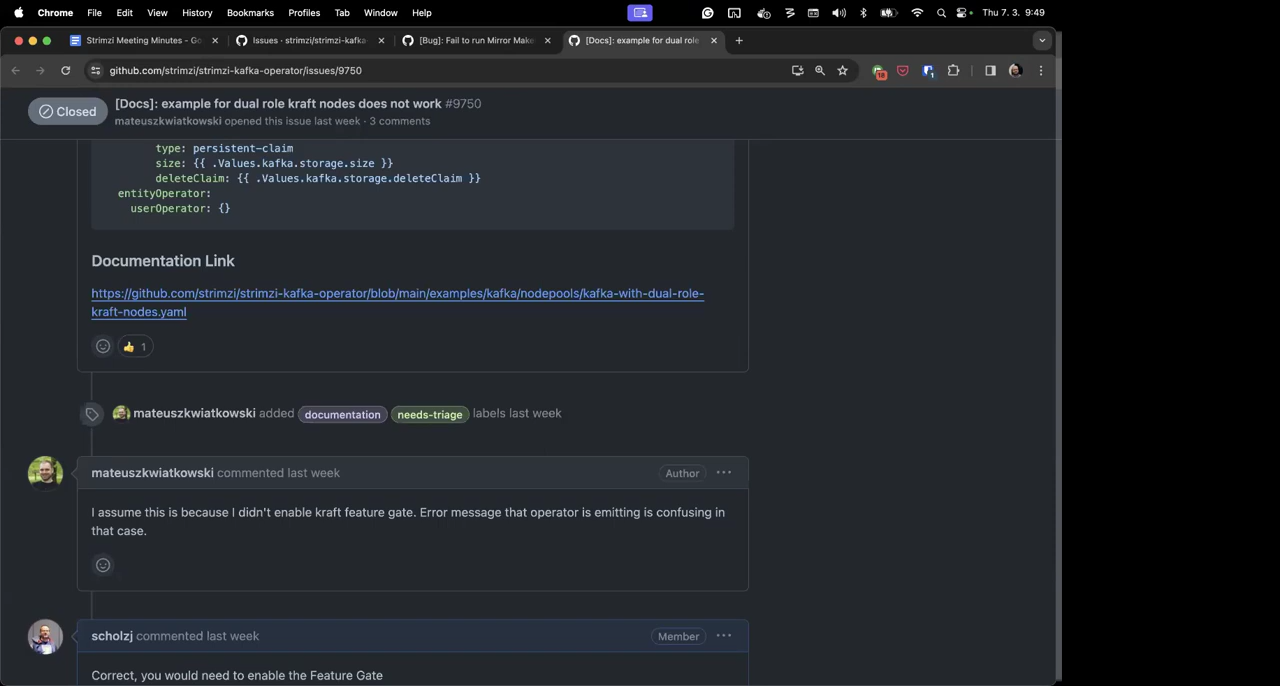 Chrome File Edit View History Bookmarks Profiles Tab Window Help Thu 7. 3. 9:49
Strimzi Meeting Minutes - Go Issues · strimzi/strimzi-kafka- [Bug]: Fail to run Mirror Make [Docs]: example for dual role
github.com/strimzi/strimzi-kafka-operator/issues/9750
Closed [Docs]: example for dual role kraft nodes does not work #9750
mateuszkwiatkowski opened this issue last week · 3 comments
type: persistent-claim
size: {{ .Values.kafka.storage.size }}
deleteClaim: {{ .Values.kafka.storage.deleteClaim }}
entityOperator:
userOperator: {}
Documentation Link
https://github.com/strimzi/strimzi-kafka-operator/blob/main/examples/kafka/nodepools/kafka-with-dual-role-
kraft-nodes.yaml
👍 1
mateuszkwiatkowski added documentation needs-triage labels last week
mateuszkwiatkowski commented last week Author ···
I assume this is because I didn't enable kraft feature gate. Error message that operator is emitting is confusing in
that case.
scholzj commented last week Member ···
Correct, you would need to enable the Feature Gate